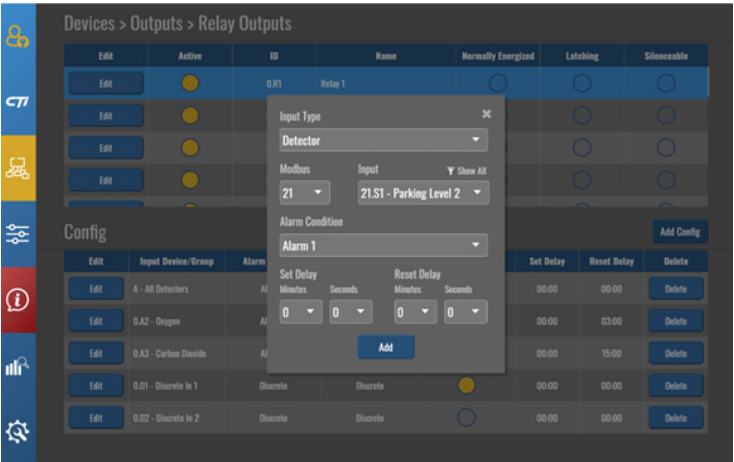 Devices > Outputs > Relay Outputs
Edit Active ID Name Normally Energized Latching Silenceable
Edit 0.R1 Relay 1
Edit
Edit
Edit
Input Type
Detector
Modbus Input Show All
21 21.S1 - Parking Level 2
Alarm Condition
Alarm 1
Set Delay Reset Delay
Minutes Seconds Minutes Seconds
0 0 0 0
Add
CTI
Config Add Config
Edit Input Device/Group Alarm Set Delay Reset Delay Delete
Edit A - All Detectors 00:00 00:00 Delete
Edit 0.A2 - Oxygen 00:00 03:00 Delete
Edit 0.A3 - Carbon Dioxide 00:00 15:00 Delete
Edit 0.D1 - Discrete In 1 Discrete Discrete 00:00 00:00 Delete
Edit 0.D2 - Discrete In 2 Discrete Discrete 00:00 00:00 Delete